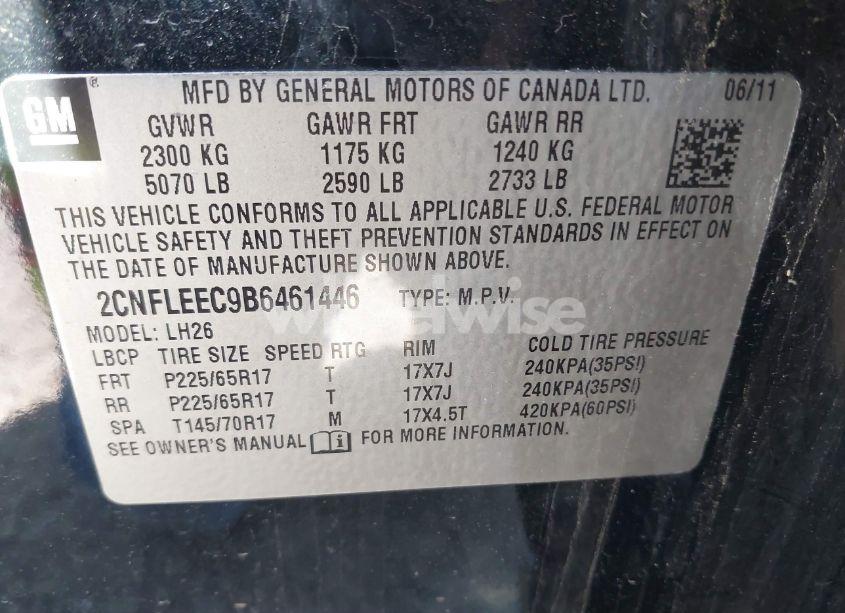 GM ®
MFD BY GENERAL MOTORS OF CANADA LTD. 06/11
GVWR GAWR FRT GAWR RR
2300 KG 1175 KG 1240 KG
5070 LB 2590 LB 2733 LB
THIS VEHICLE CONFORMS TO ALL APPLICABLE U.S. FEDERAL MOTOR
VEHICLE SAFETY AND THEFT PREVENTION STANDARDS IN EFFECT ON
THE DATE OF MANUFACTURE SHOWN ABOVE.
2CNFLEEC9B6461446 TYPE: M.P.V.
wheelwise
MODEL: LH26
LBCP TIRE SIZE SPEED RTG RIM COLD TIRE PRESSURE
FRT P225/65R17 T 17X7J 240KPA(35PSI)
RR P225/65R17 T 17X7J 240KPA(35PSI)
SPA T145/70R17 M 17X4.5T 420KPA(60PSI)
SEE OWNER'S MANUAL FOR MORE INFORMATION.